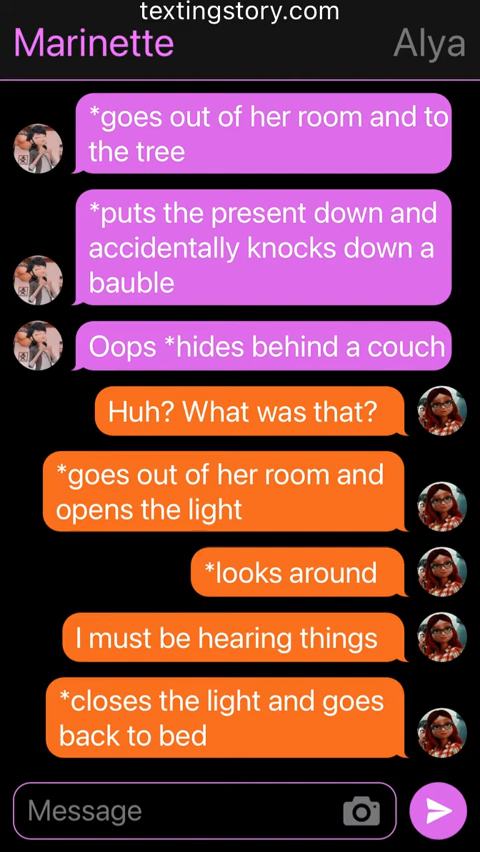 textingstory.com
Marinette Alya
*goes out of her room and to
the tree
*puts the present down and
accidentally knocks down a
bauble
Oops *hides behind a couch
Huh? What was that?
*goes out of her room and
opens the light
*looks around
I must be hearing things
*closes the light and goes
back to bed
Message